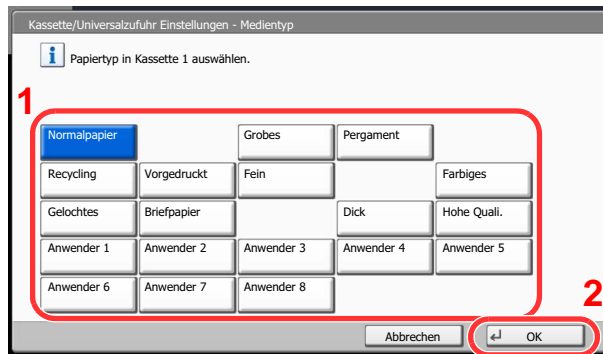 Kassette/Universalzufuhr Einstellungen - Medientyp
i Papiertyp in Kassette 1 auswählen.
1
Normalpapier Grobes Pergament
Recycling Vorgedruckt Fein Farbiges
Gelochtes Briefpapier Dick Hohe Quali.
Anwender 1 Anwender 2 Anwender 3 Anwender 4 Anwender 5
Anwender 6 Anwender 7 Anwender 8
2
Abbrechen OK